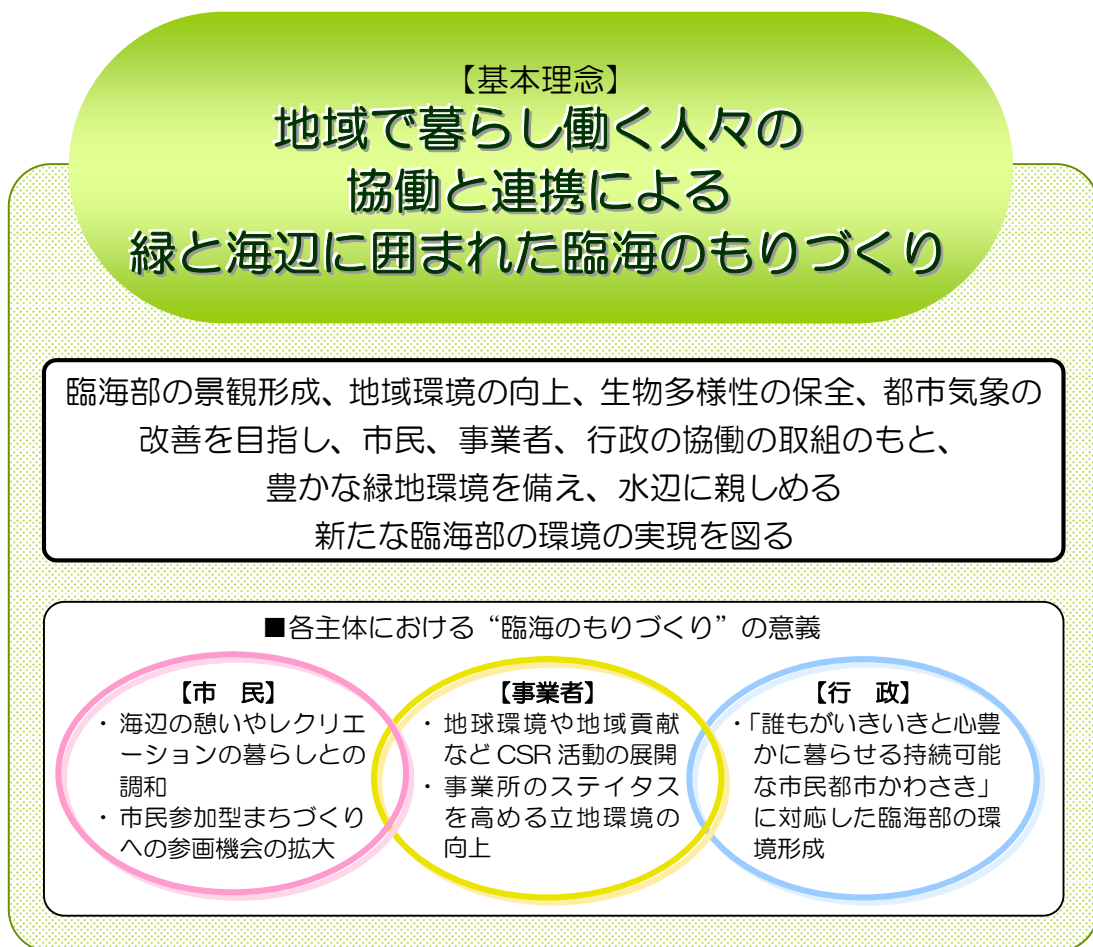 【基本理念】
地域で暮らし働く人々の
協働と連携による
緑と海辺に囲まれた臨海のもりづくり
臨海部の景観形成、地域環境の向上、生物多様性の保全、都市気象の
改善を目指し、市民、事業者、行政の協働の取組のもと、
豊かな緑地環境を備え、水辺に親しめる
新たな臨海部の環境の実現を図る
■各主体における“臨海のもりづくり”の意義
【市　民】
・ 海辺の憩いやレクリエ
ーションの暮らしとの
調和
・ 市民参加型まちづくり
への参画機会の拡大
【事業者】
・ 地球環境や地域貢献
など CSR 活動の展開
・ 事業所のステイタス
を高める立地環境の
向上
【行　政】
・「誰もがいきいきと心豊
かに暮らせる持続可能
な市民都市かわさき」
に対応した臨海部の環
境形成